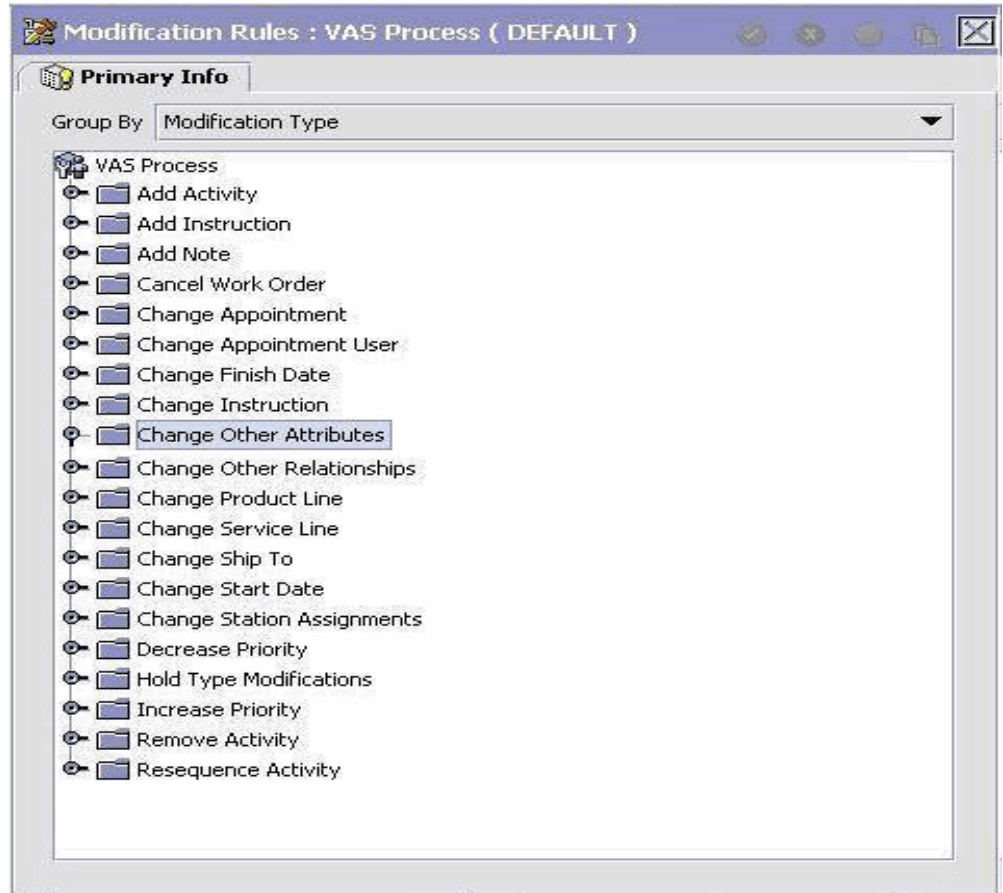 Modification Rules : VAS Process ( DEFAULT )
Primary Info
Group By Modification Type
VAS Process
Add Activity
Add Instruction
Add Note
Cancel Work Order
Change Appointment
Change Appointment User
Change Finish Date
Change Instruction
Change Other Attributes
Change Other Relationships
Change Product Line
Change Service Line
Change Ship To
Change Start Date
Change Station Assignments
Decrease Priority
Hold Type Modifications
Increase Priority
Remove Activity
Resequence Activity